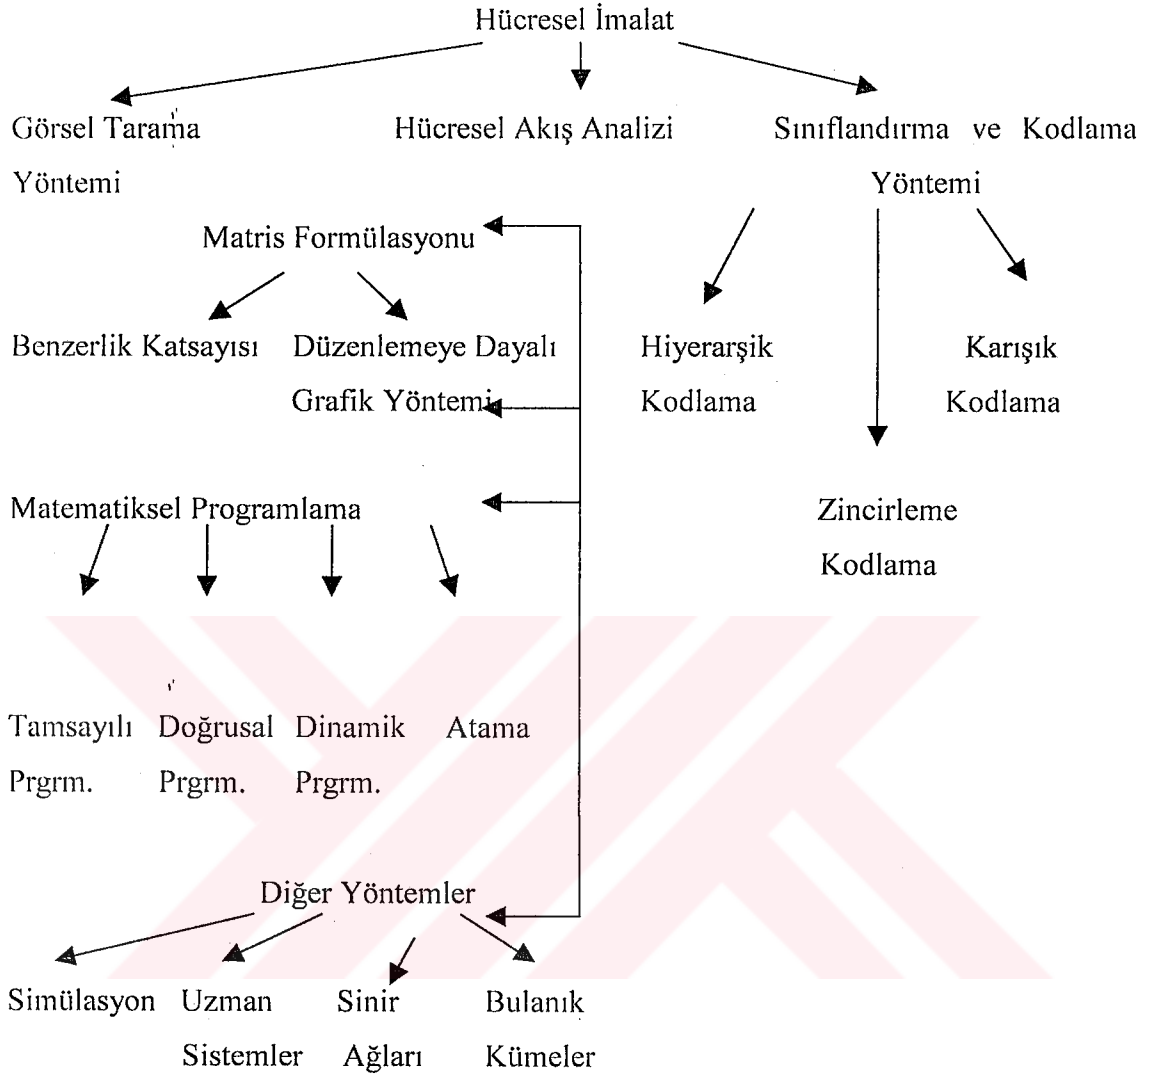 Hücresel İmalat
Görsel Tarama
Yöntemi
Hücresel Akış Analizi
Sınıflandırma ve Kodlama
Yöntemi
Matris Formülasyonu
Benzerlik Katsayısı
Düzenlemeye Dayalı
Grafik Yöntemi
Hiyerarşik
Kodlama
Karışık
Kodlama
Zincirleme
Kodlama
Matematiksel Programlama
Tamsayılı
Prgrm.
Doğrusal
Prgrm.
Dinamik
Prgrm.
Atama
Diğer Yöntemler
Simülasyon
Uzman
Sistemler
Sinir
Ağları
Bulanık
Kümeler